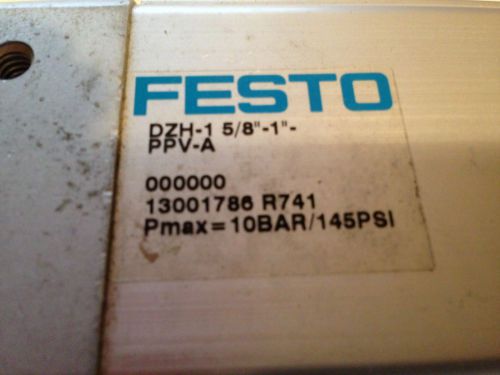 FESTO
DZH-1 5/8"-1"-
PPV-A
000000
13001786 R741
Pmax=10BAR/145PSI